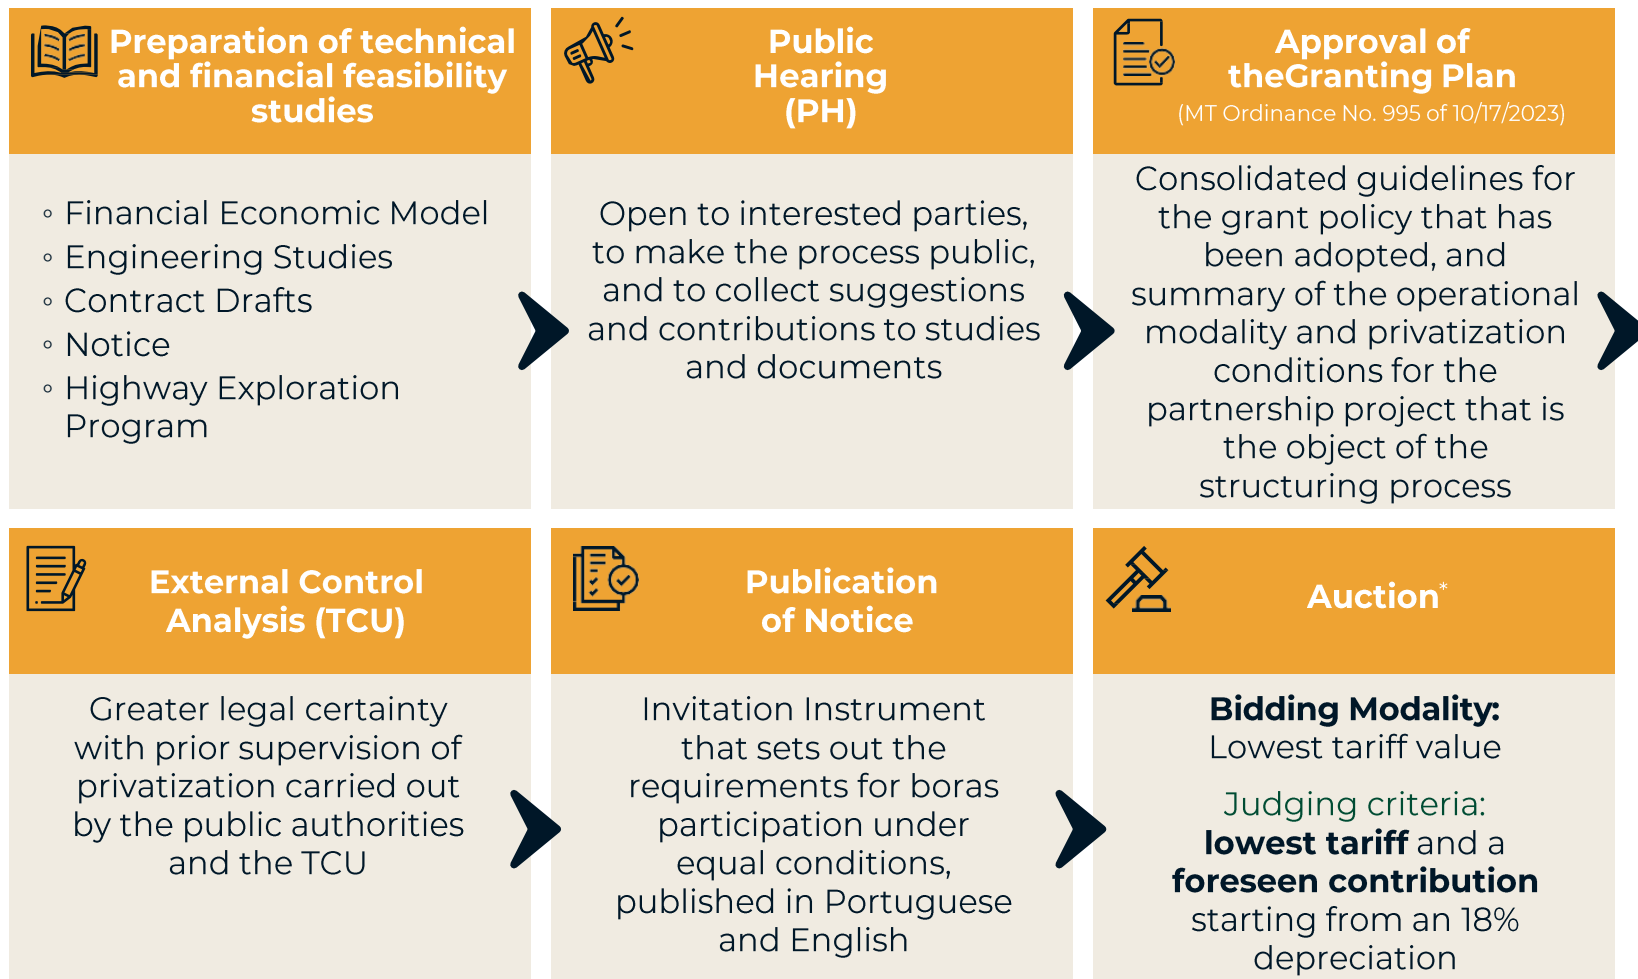 Preparation of technical
and financial feasibility
studies
◦ Financial Economic Model
◦ Engineering Studies
◦ Contract Drafts
◦ Notice
◦ Highway Exploration
Program
Public
Hearing
(PH)
Open to interested parties,
to make the process public,
and to collect suggestions
and contributions to studies
and documents
Approval of
theGranting Plan
(MT Ordinance No. 995 of 10/17/2023)
Consolidated guidelines for
the grant policy that has
been adopted, and
summary of the operational
modality and privatization
conditions for the
partnership project that is
the object of the
structuring process
External Control
Analysis (TCU)
Greater legal certainty
with prior supervision of
privatization carried out
by the public authorities
and the TCU
Publication
of Notice
Invitation Instrument
that sets out the
requirements for boras
participation under
equal conditions,
published in Portuguese
and English
Auction*
Bidding Modality:
Lowest tariff value
Judging criteria:
lowest tariff and a
foreseen contribution
starting from an 18%
depreciation